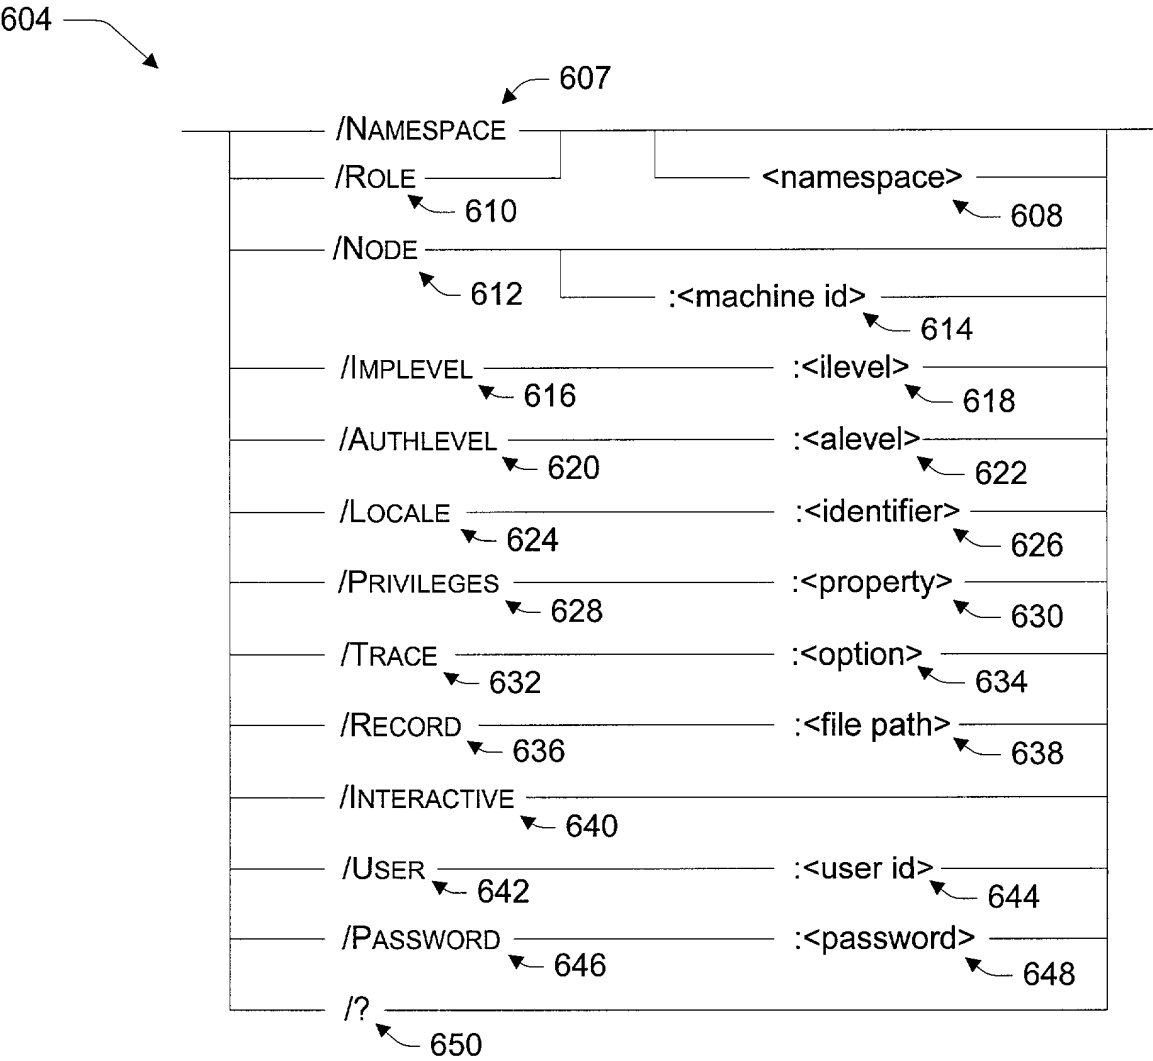 604
607
/NAMESPACE
/ROLE <namespace>
610 608
/NODE
612 :<machine id>
614
/IMPLEVEL :<ilevel>
616 618
/AUTHLEVEL :<alevel>
620 622
/LOCALE :<identifier>
624 626
/PRIVILEGES :<property>
628 630
/TRACE :<option>
632 634
/RECORD :<file path>
636 638
/INTERACTIVE
640
/USER :<user id>
642 644
/PASSWORD :<password>
646 648
/?
650